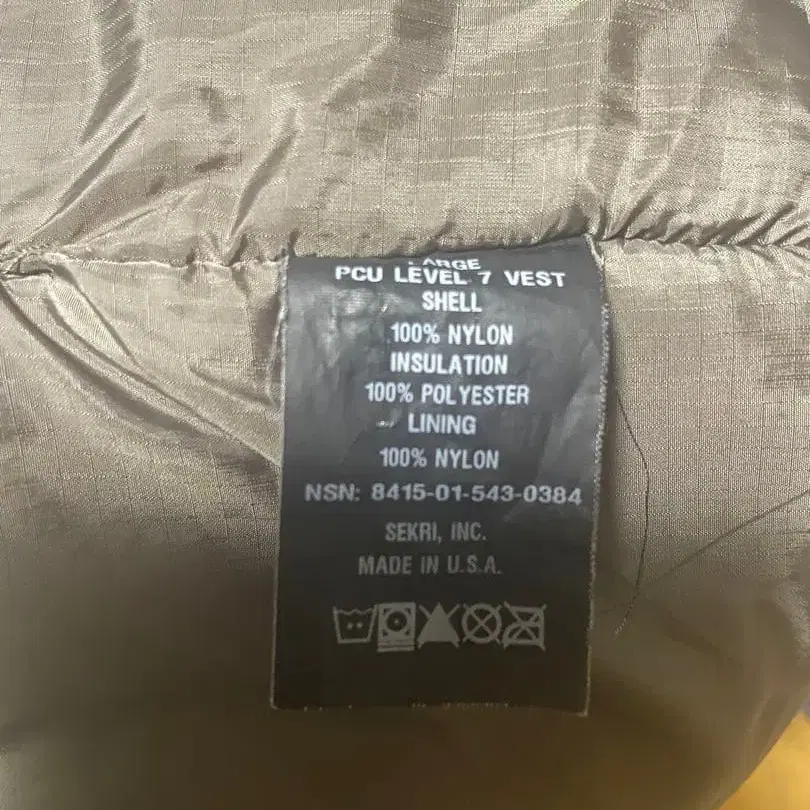 LARGE
PCU LEVEL 7 VEST
SHELL
100% NYLON
INSULATION
100% POLYESTER
LINING
100% NYLON
NSN: 8415-01-543-0384
SEKRI, INC.
MADE IN U.S.A.